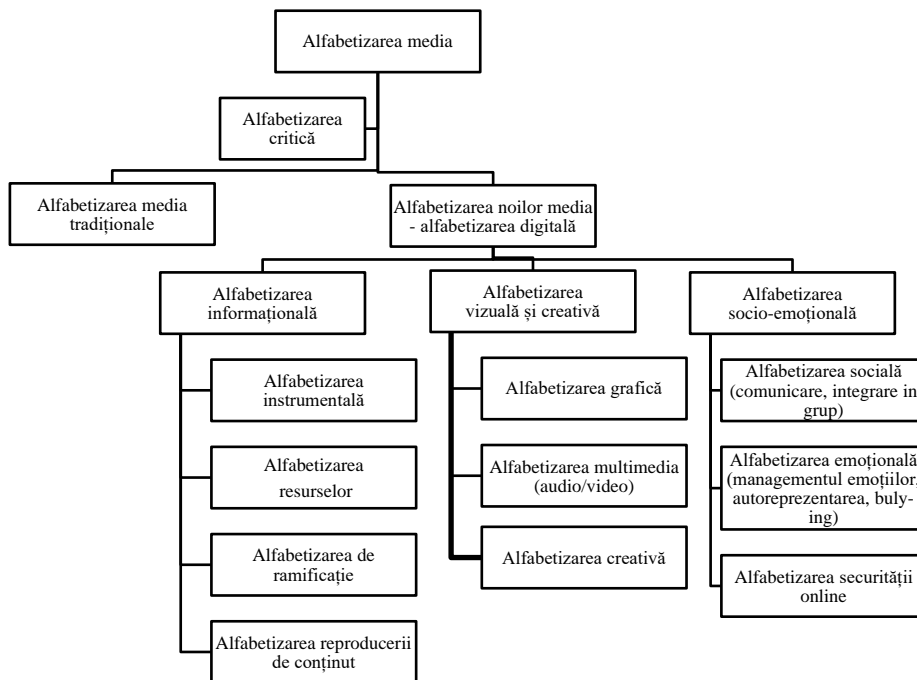 Alfabetizarea media
Alfabetizarea
critică
Alfabetizarea media
tradiționale
Alfabetizarea noilor media
- alfabetizarea digitală
Alfabetizarea
informațională
Alfabetizarea
vizuală și creativă
Alfabetizarea
socio-emoțională
Alfabetizarea
instrumentală
Alfabetizarea
resurselor
Alfabetizarea de
ramificație
Alfabetizarea reproducerii
de conținut
Alfabetizarea grafică
Alfabetizarea multimedia
(audio/video)
Alfabetizarea creativă
Alfabetizarea socială
(comunicare, integrare in
grup)
Alfabetizarea emoțională
(managementul emoțiilor,
autoreprezentarea, buly-
ing)
Alfabetizarea securității
online